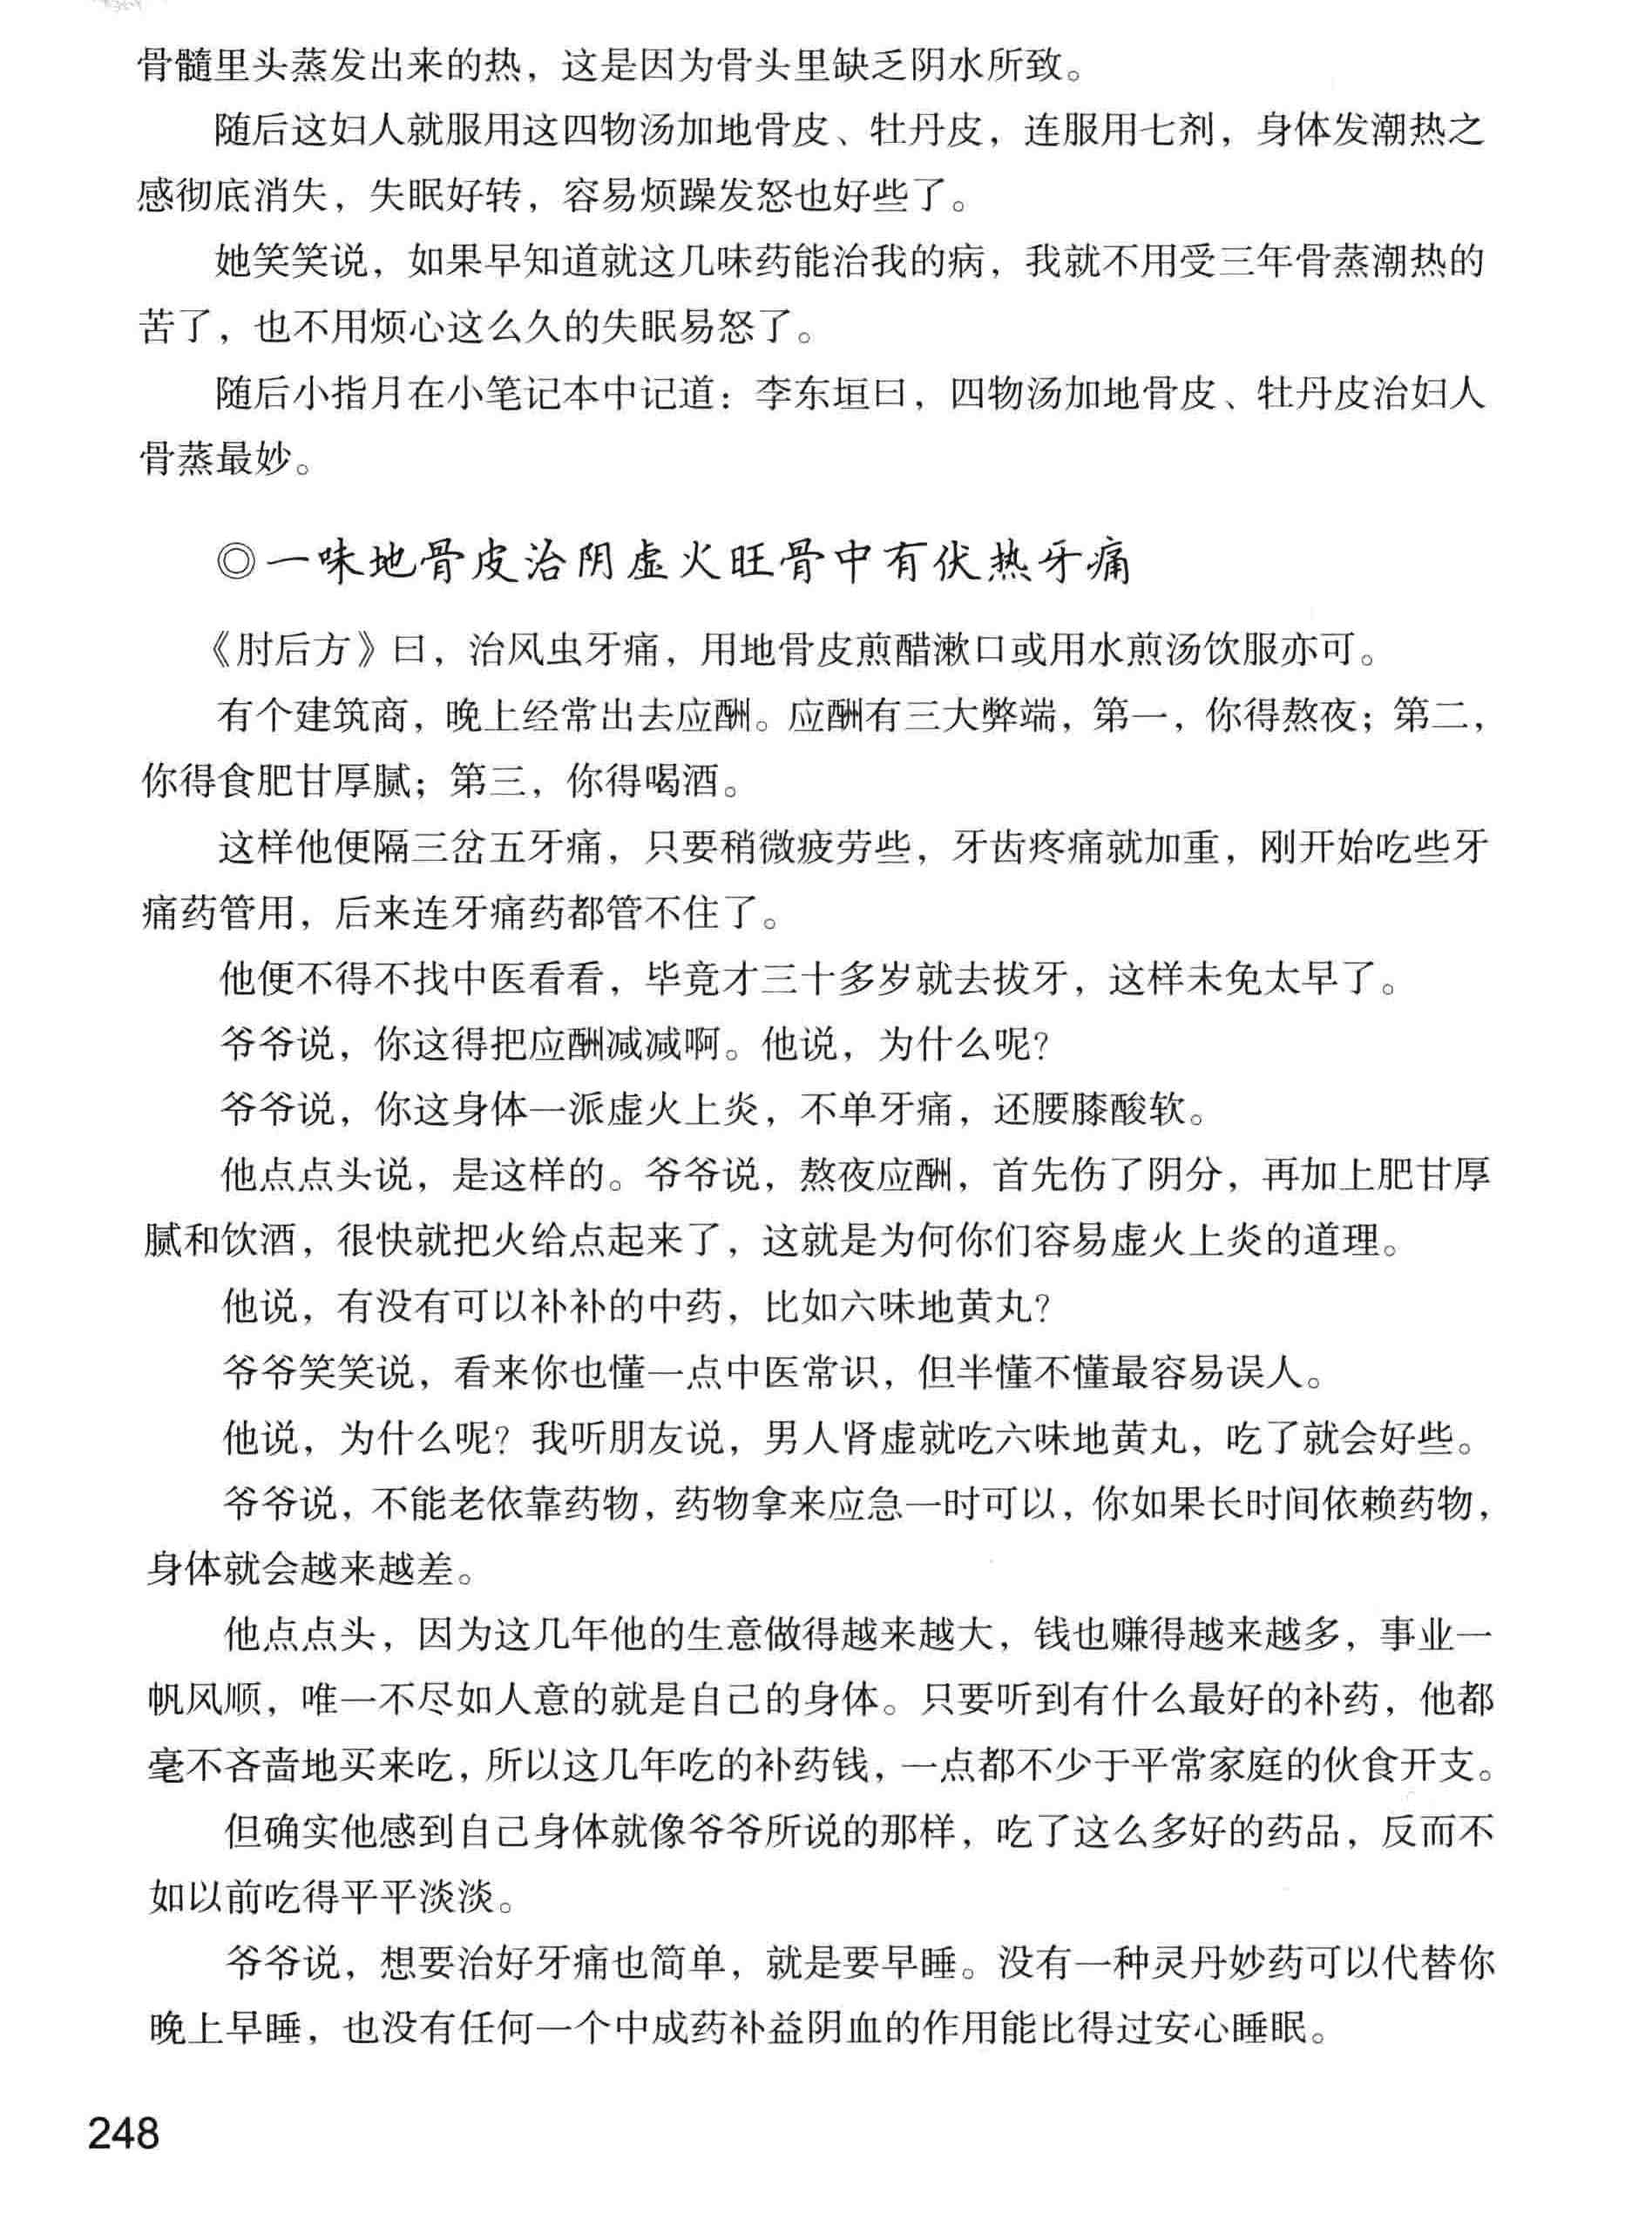 骨髓里头蒸发出来的热，这是因为骨头里缺乏阴水所致。
随后这妇人就服用这四物汤加地骨皮、牡丹皮，连服用七剂，身体发潮热之
感彻底消失，失眠好转，容易烦躁发怒也好些了。
她笑笑说，如果早知道就这几味药能治我的病，我就不用受三年骨蒸潮热的
苦了，也不用烦心这么久的失眠易怒了。
随后小指月在小笔记本中记道：李东垣曰，四物汤加地骨皮、牡丹皮治妇人
骨蒸最妙。
◎一味地骨皮治阴虚火旺骨中有伏热牙痛
《肘后方》曰，治风虫牙痛，用地骨皮煎醋漱口或用水煎汤饮服亦可。
有个建筑商，晚上经常出去应酬。应酬有三大弊端，第一，你得熬夜；第二，
你得食肥甘厚腻；第三，你得喝酒。
这样他便隔三岔五牙痛，只要稍微疲劳些，牙齿疼痛就加重，刚开始吃些牙
痛药管用，后来连牙痛药都管不住了。
他便不得不找中医看看，毕竟才三十多岁就去拔牙，这样未免太早了。
爷爷说，你这得把应酬减减啊。他说，为什么呢？
爷爷说，你这身体一派虚火上炎，不单牙痛，还腰膝酸软。
他点点头说，是这样的。爷爷说，熬夜应酬，首先伤了阴分，再加上肥甘厚
腻和饮酒，很快就把火给点起来了，这就是为何你们容易虚火上炎的道理。
他说，有没有可以补补的中药，比如六味地黄丸？
爷爷笑笑说，看来你也懂一点中医常识，但半懂不懂最容易误人。
他说，为什么呢？我听朋友说，男人肾虚就吃六味地黄丸，吃了就会好些。
爷爷说，不能老依靠药物，药物拿来应急一时可以，你如果长时间依赖药物，
身体就会越来越差。
他点点头，因为这几年他的生意做得越来越大，钱也赚得越来越多，事业一
帆风顺，唯一不尽如人意的就是自己的身体。只要听到有什么最好的补药，他都
毫不吝啬地买来吃，所以这几年吃的补药钱，一点都不少于平常家庭的伙食开支。
但确实他感到自己身体就像爷爷所说的那样，吃了这么多好的药品，反而不
如以前吃得平平淡淡。
爷爷说，想要治好牙痛也简单，就是要早睡。没有一种灵丹妙药可以代替你
晚上早睡，也没有任何一个中成药补益阴血的作用能比得过安心睡眠。
248